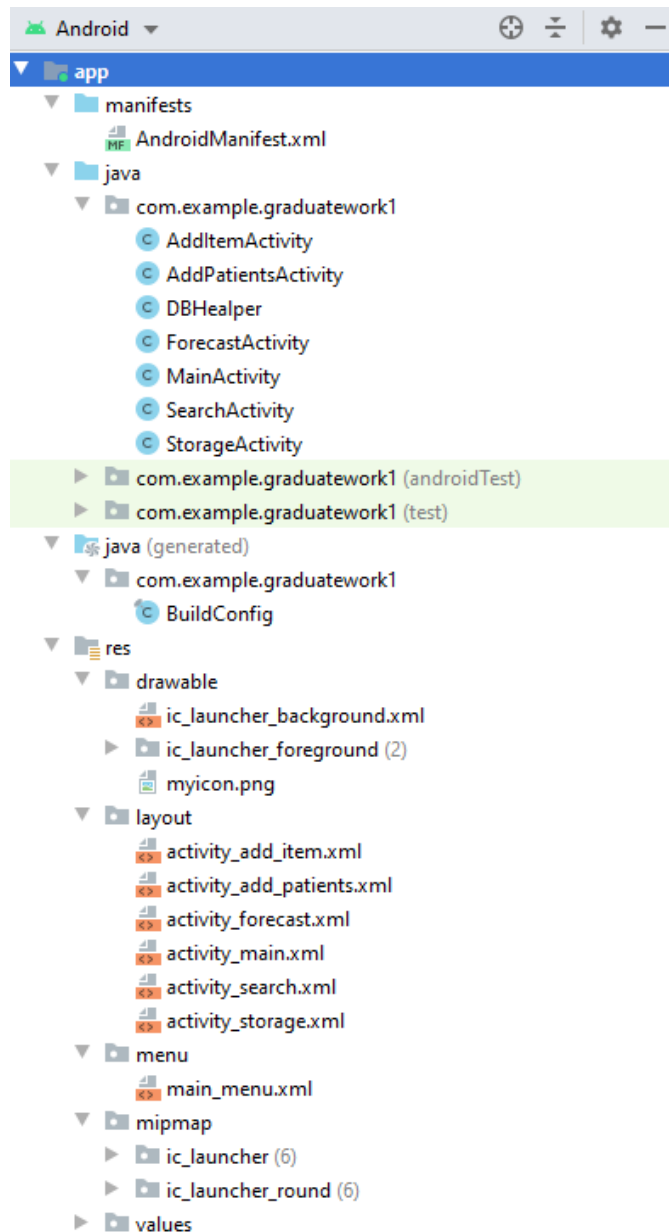 Android
app
manifests
MF AndroidManifest.xml
java
com.example.graduatework1
C AddItemActivity
C AddPatientsActivity
C DBHealper
C ForecastActivity
C MainActivity
C SearchActivity
C StorageActivity
com.example.graduatework1 (androidTest)
com.example.graduatework1 (test)
java (generated)
com.example.graduatework1
C BuildConfig
res
drawable
ic_launcher_background.xml
ic_launcher_foreground (2)
myicon.png
layout
activity_add_item.xml
activity_add_patients.xml
activity_forecast.xml
activity_main.xml
activity_search.xml
activity_storage.xml
menu
main_menu.xml
mipmap
ic_launcher (6)
ic_launcher_round (6)
values